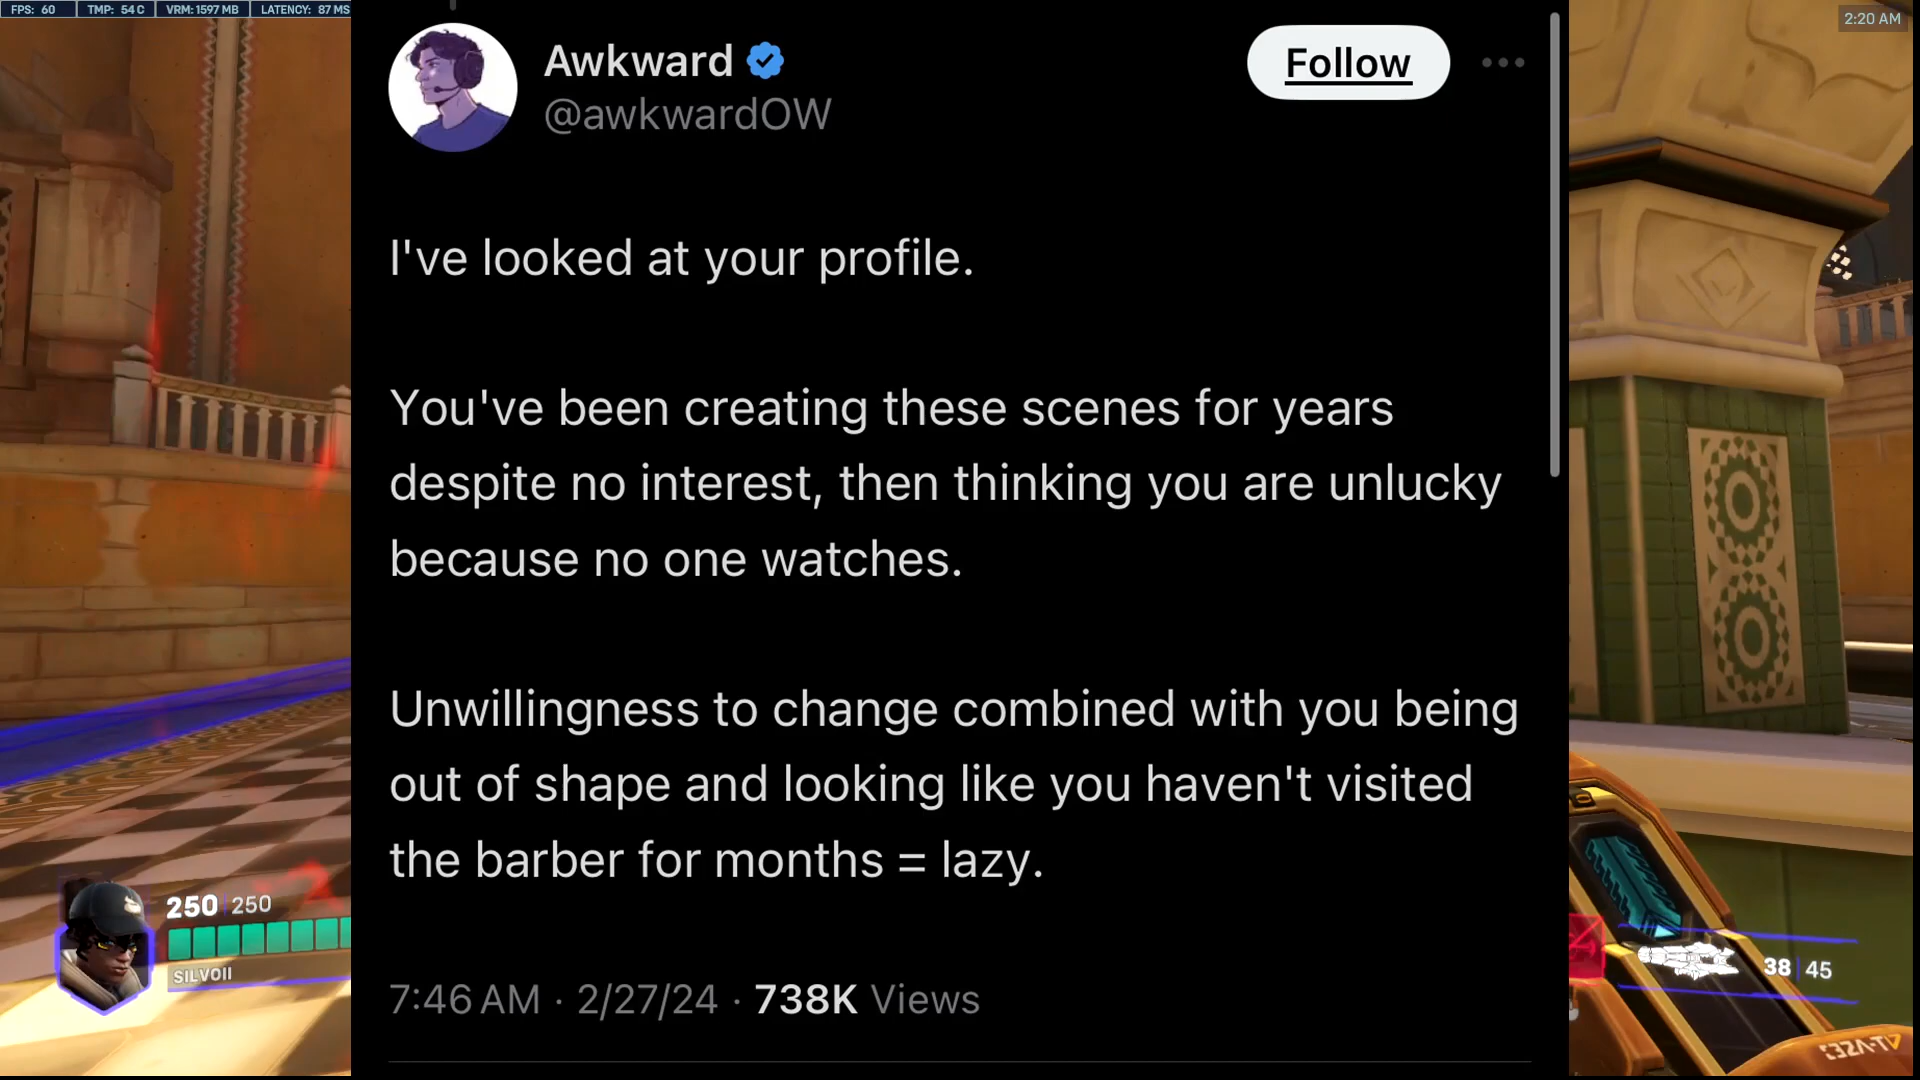 FPS: 60 TMP: 54 C VRM: 1597 MB LATENCY: 87 MS
2:20 AM
Awkward
@awkwardOW
Follow
I've looked at your profile.
You've been creating these scenes for years
despite no interest, then thinking you are unlucky
because no one watches.
Unwillingness to change combined with you being
out of shape and looking like you haven't visited
the barber for months = lazy.
7:46 AM · 2/27/24 · 738K Views
250 | 250
SILVOII
38 | 45